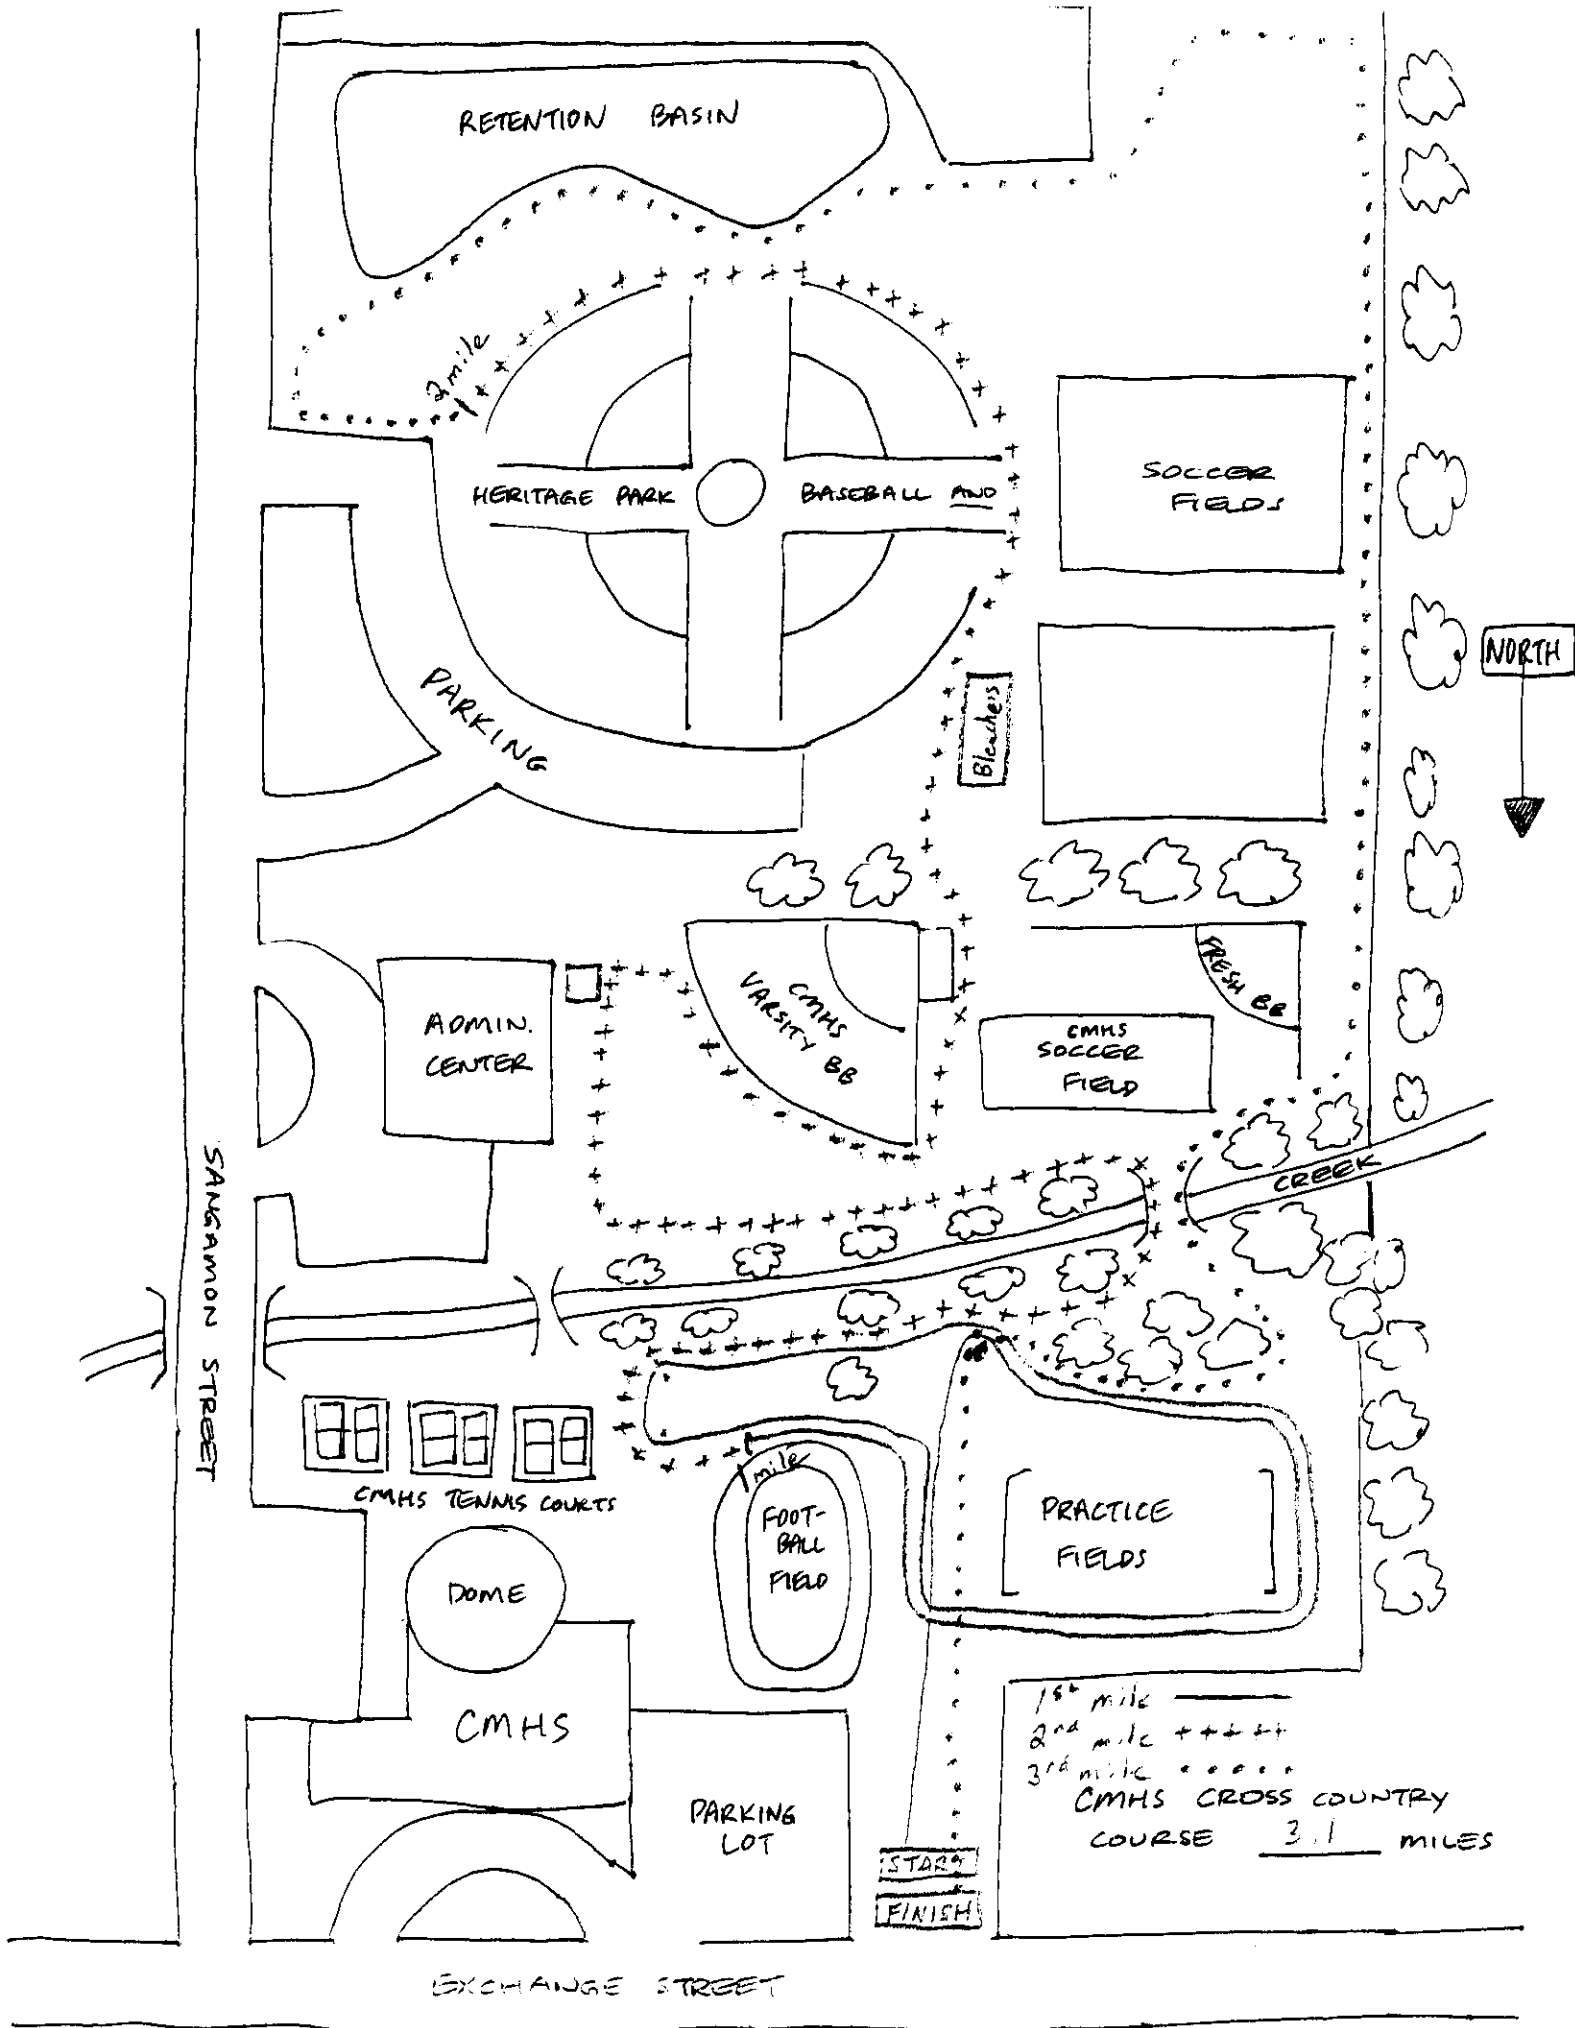 RETENTION BASIN
2 mile
HERITAGE PARK
BASEBALL AND
SOCCER
FIELDS
NORTH
PARKING
Bleachers
ADMIN.
CENTER
CMHS
VARSITY BB
FRESH BB
CMHS
SOCCER
FIELD
CREEK
SANGAMON STREET
CMHS TENNIS COURTS
1 mile
FOOT-
BALL
FIELD
PRACTICE
FIELDS
DOME
CMHS
PARKING
LOT
1st mile
2nd mile +++++
3rd mile • • • • •
CMHS CROSS COUNTRY
COURSE 3.1 MILES
START
FINISH
EXCHANGE STREET